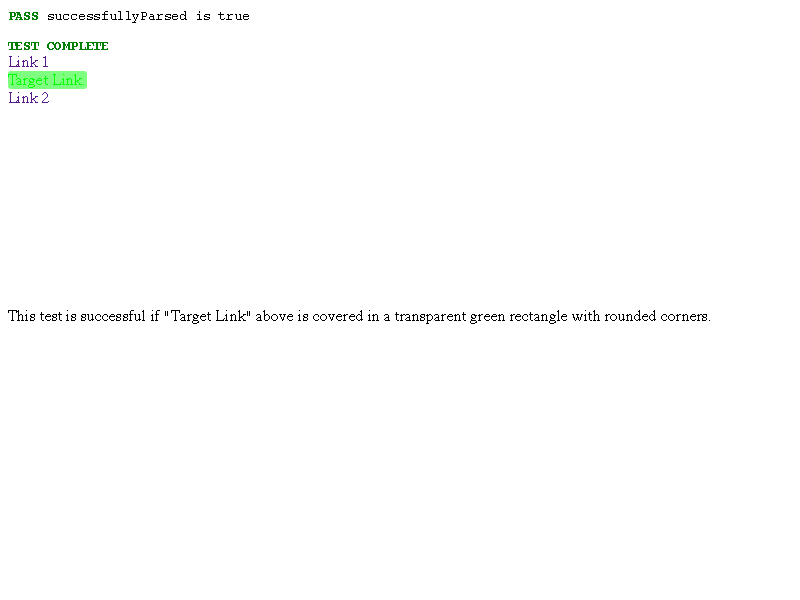 PASS successfullyParsed is true
TEST COMPLETE
Link 1
Target Link
Link 2
This test is successful if "Target Link" above is covered in a transparent green rectangle with rounded corners.